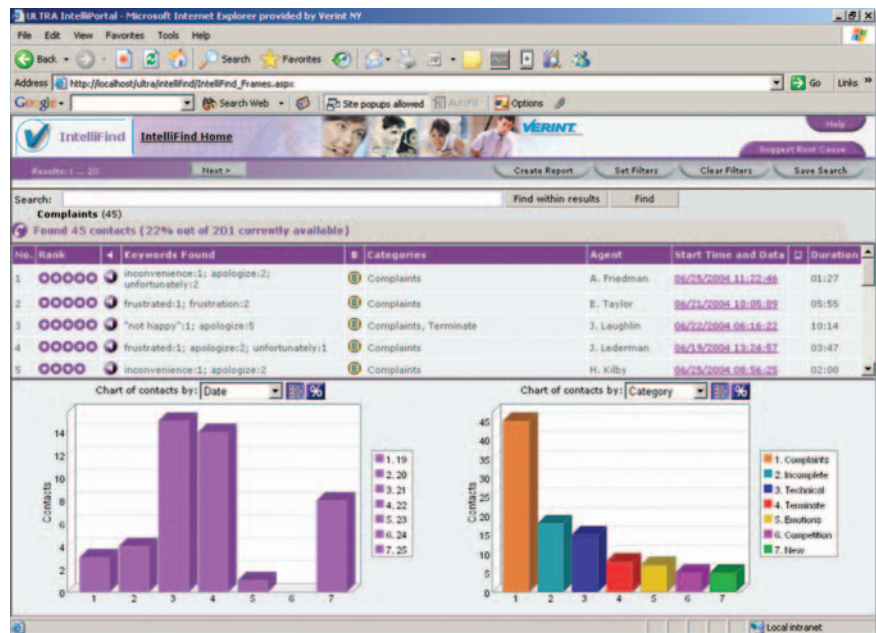 ULTRA IntelliPortal - Microsoft Internet Explorer provided by Verint NY
File Edit View Favorites Tools Help
Back Search Favorites
Address http://localhost/ultra/intellifind/IntelliFind_Frames.aspx Go Links »
Google Search Web Site popups allowed AutoFill Options
IntelliFind IntelliFind Home VERINT. Help
Suggest Root Cause
Results:1 ... 20 Next > Create Report Set Filters Clear Filters Save Search
Search: Find within results Find
Complaints (45)
Found 45 contacts (22% out of 201 currently available)
No. Rank Keywords Found E Categories Agent Start Time and Data Duration
1 inconvenience:1; apologize:2; unfortunately:2 E Complaints A. Friedman 06/25/2004 11:22:46 01:27
2 frustrated:1; frustration:2 E Complaints E. Taylor 06/21/2004 10:05:09 05:55
3 "not happy":1; apologize:5 E Complaints, Terminate J. Laughlin 06/22/2004 06:16:22 10:14
4 frustrated:1; apologize:2; unfortunately:1 E Complaints J. Lederman 06/19/2004 13:24:57 03:47
5 inconvenience:1; apologize:2 E Complaints H. Kilby 06/25/2004 08:56:25 02:00
Chart of contacts by: Date %
Contacts
14
12
10
8
6
4
2
0
1 2 3 4 5 6 7
1. 19
2. 20
3. 21
4. 22
5. 23
6. 24
7. 25
Chart of contacts by: Category %
Contacts
45
40
35
30
25
20
15
10
5
0
1 2 3 4 5 6 7
1. Complaints
2. Incomplete
3. Technical
4. Terminate
5. Emotions
6. Competition
7. New
Local intranet